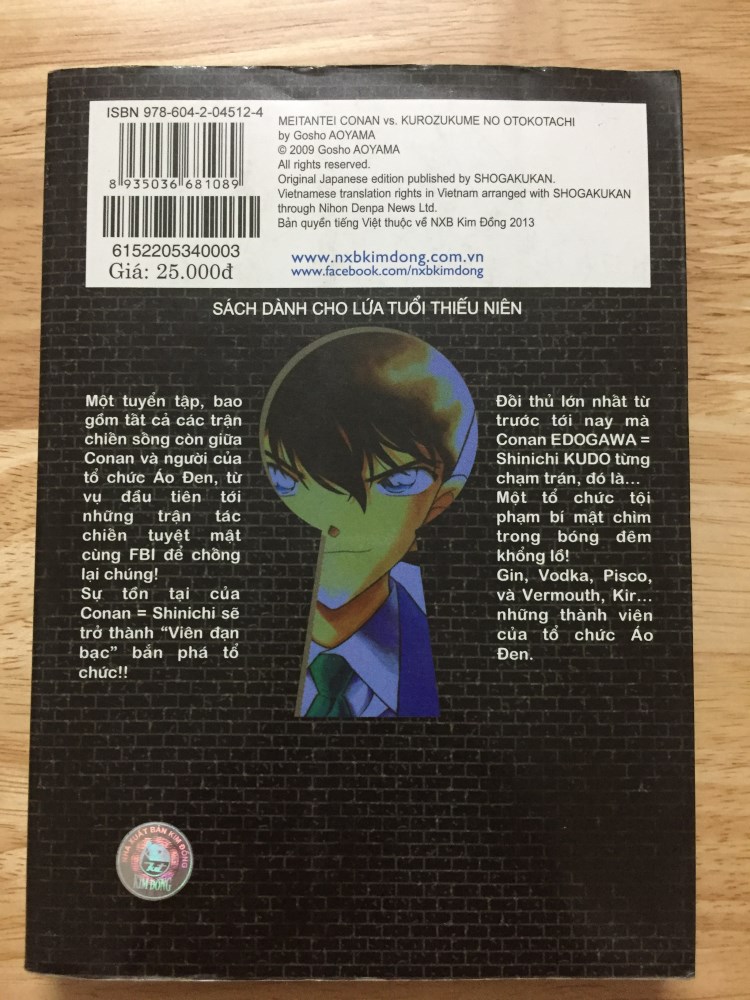 ISBN 978-604-2-04512-4
8 935036 681089
6152205340003
Giá: 25.000đ
MEITANTEI CONAN vs. KUROZUKUME NO OTOKOTACHI
by Gosho AOYAMA
© 2009 Gosho AOYAMA
All rights reserved.
Original Japanese edition published by SHOGAKUKAN.
Vietnamese translation rights in Vietnam arranged with SHOGAKUKAN
through Nihon Denpa News Ltd.
Bản quyền tiếng Việt thuộc về NXB Kim Đồng 2013
www.nxbkimdong.com.vn
www.facebook.com/nxbkimdong
SÁCH DÀNH CHO LỨA TUỔI THIẾU NIÊN
Một tuyển tập, bao
gồm tất cả các trận
chiến sống còn giữa
Conan và người của
tổ chức Áo Đen, từ
vụ đầu tiên tới
những trận tác
chiến tuyệt mật
cùng FBI để chống
lại chúng!
Sự tồn tại của
Conan = Shinichi sẽ
trở thành “Viên đạn
bạc” bắn phá tổ
chức!!
Đối thủ lớn nhất từ
trước tới nay mà
Conan EDOGAWA =
Shinichi KUDO từng
chạm trán, đó là...
Một tổ chức tội
phạm bí mật chìm
trong bóng đêm
khổng lồ!
Gin, Vodka, Pisco,
và Vermouth, Kir...
những thành viên
của tổ chức Áo
Đen.
NHÀ XUẤT BẢN KIM ĐỒNG
KIM ĐỒNG